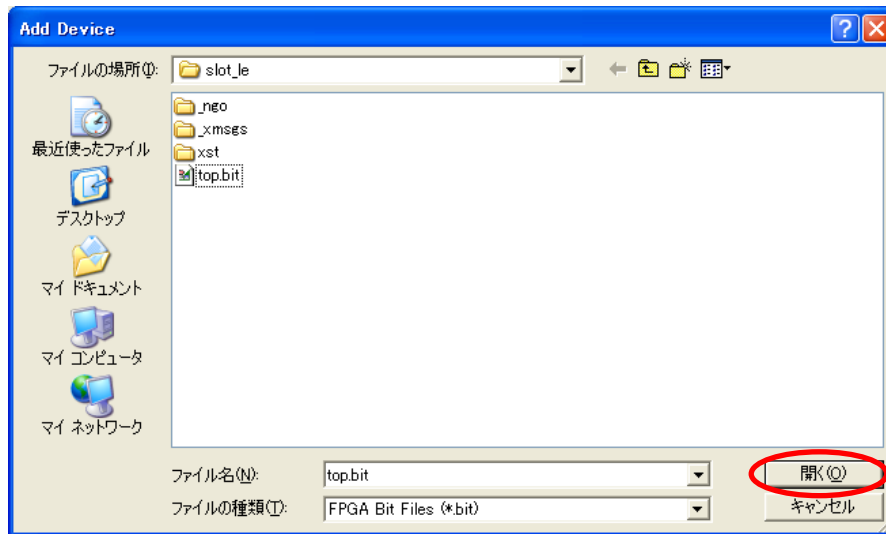 Add Device
ファイルの場所(I):
slot_le
_ngo
_xmsgs
xst
top.bit
最近使ったファイル
デスクトップ
マイ ドキュメント
マイ コンピュータ
マイ ネットワーク
ファイル名(N):
top.bit
開く(O)
ファイルの種類(T):
FPGA Bit Files (*.bit)
キャンセル